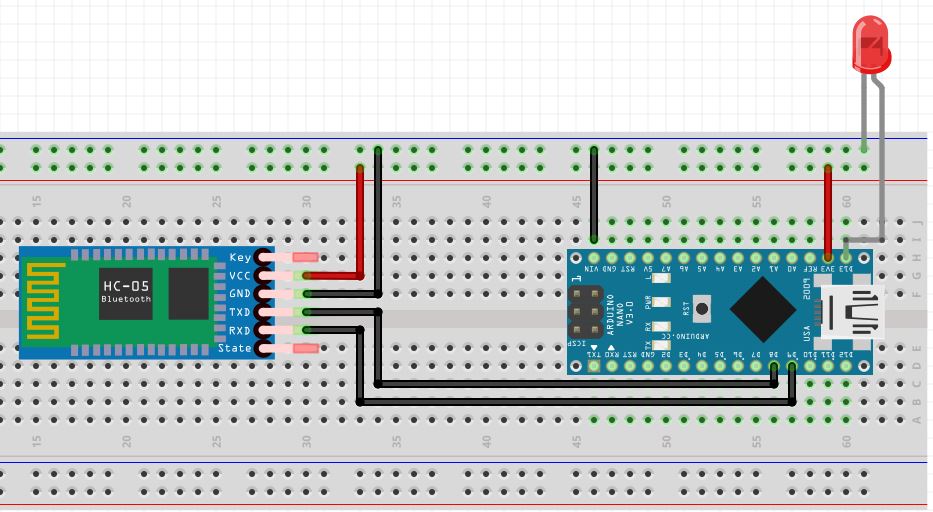 15 20 25 30 35 40 45 50 55 60
J
I
H
G
F
E
D
C
B
A
Key
VCC
GND
TXD
RXD
State
HC-05
Bluetooth
VIN GND RST 5V A7 A6 A5 A4 A3 A2 A1 A0 REF 3V3 D13
L
PWR
RX
TX
RST
ICSP
1
ARDUINO
NANO
V3.0
ARDUINO.CC
2009
USA
TX1 RX0 RST GND D2 D3 D4 D5 D6 D7 D8 D9 D10 D11 D12
15 20 25 30 35 40 45 50 55 60